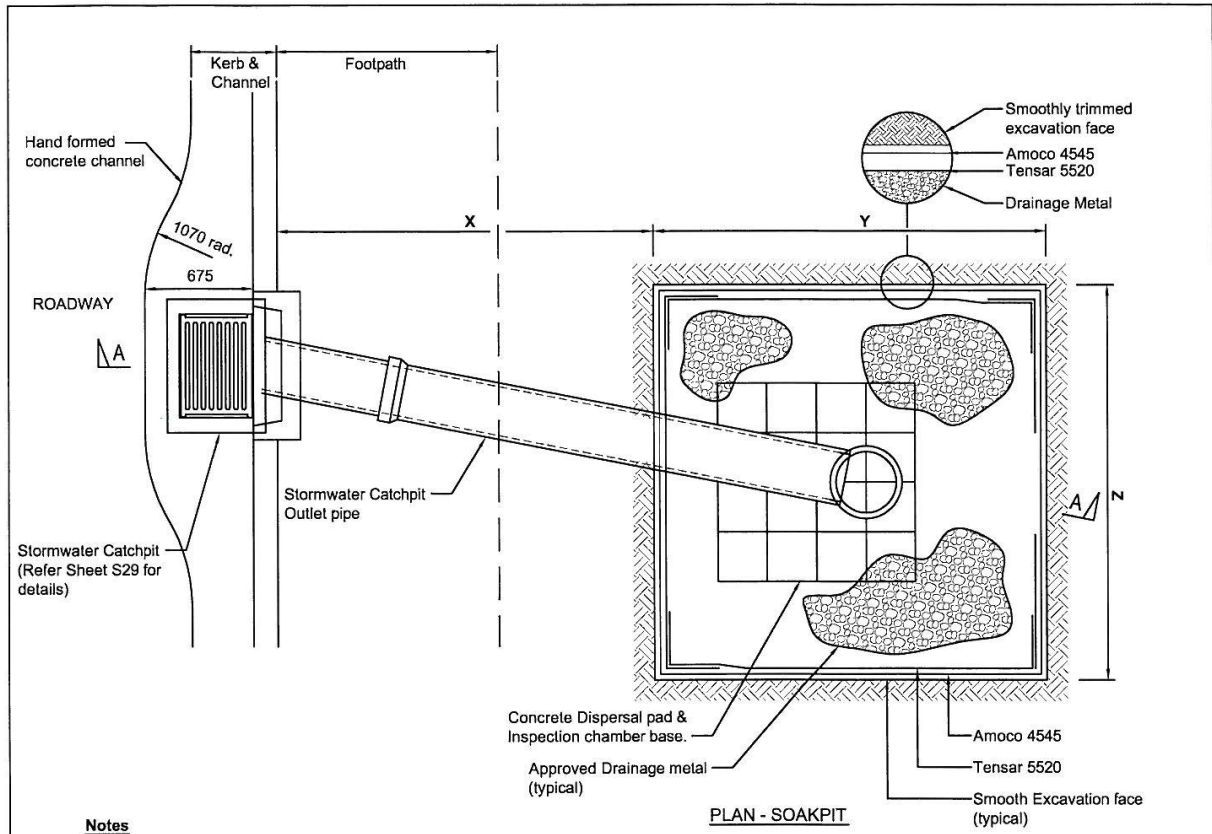 Kerb &
Channel
Footpath
Hand formed
concrete channel
Smoothly trimmed
excavation face
Amoco 4545
Tensar 5520
Drainage Metal
X
Y
1070 rad.
675
ROADWAY
A
Z
A
Stormwater Catchpit
Outlet pipe
Stormwater Catchpit
(Refer Sheet S29 for
details)
Concrete Dispersal pad &
Inspection chamber base.
Approved Drainage metal
(typical)
Amoco 4545
Tensar 5520
Smooth Excavation face
(typical)
PLAN - SOAKPIT
Notes